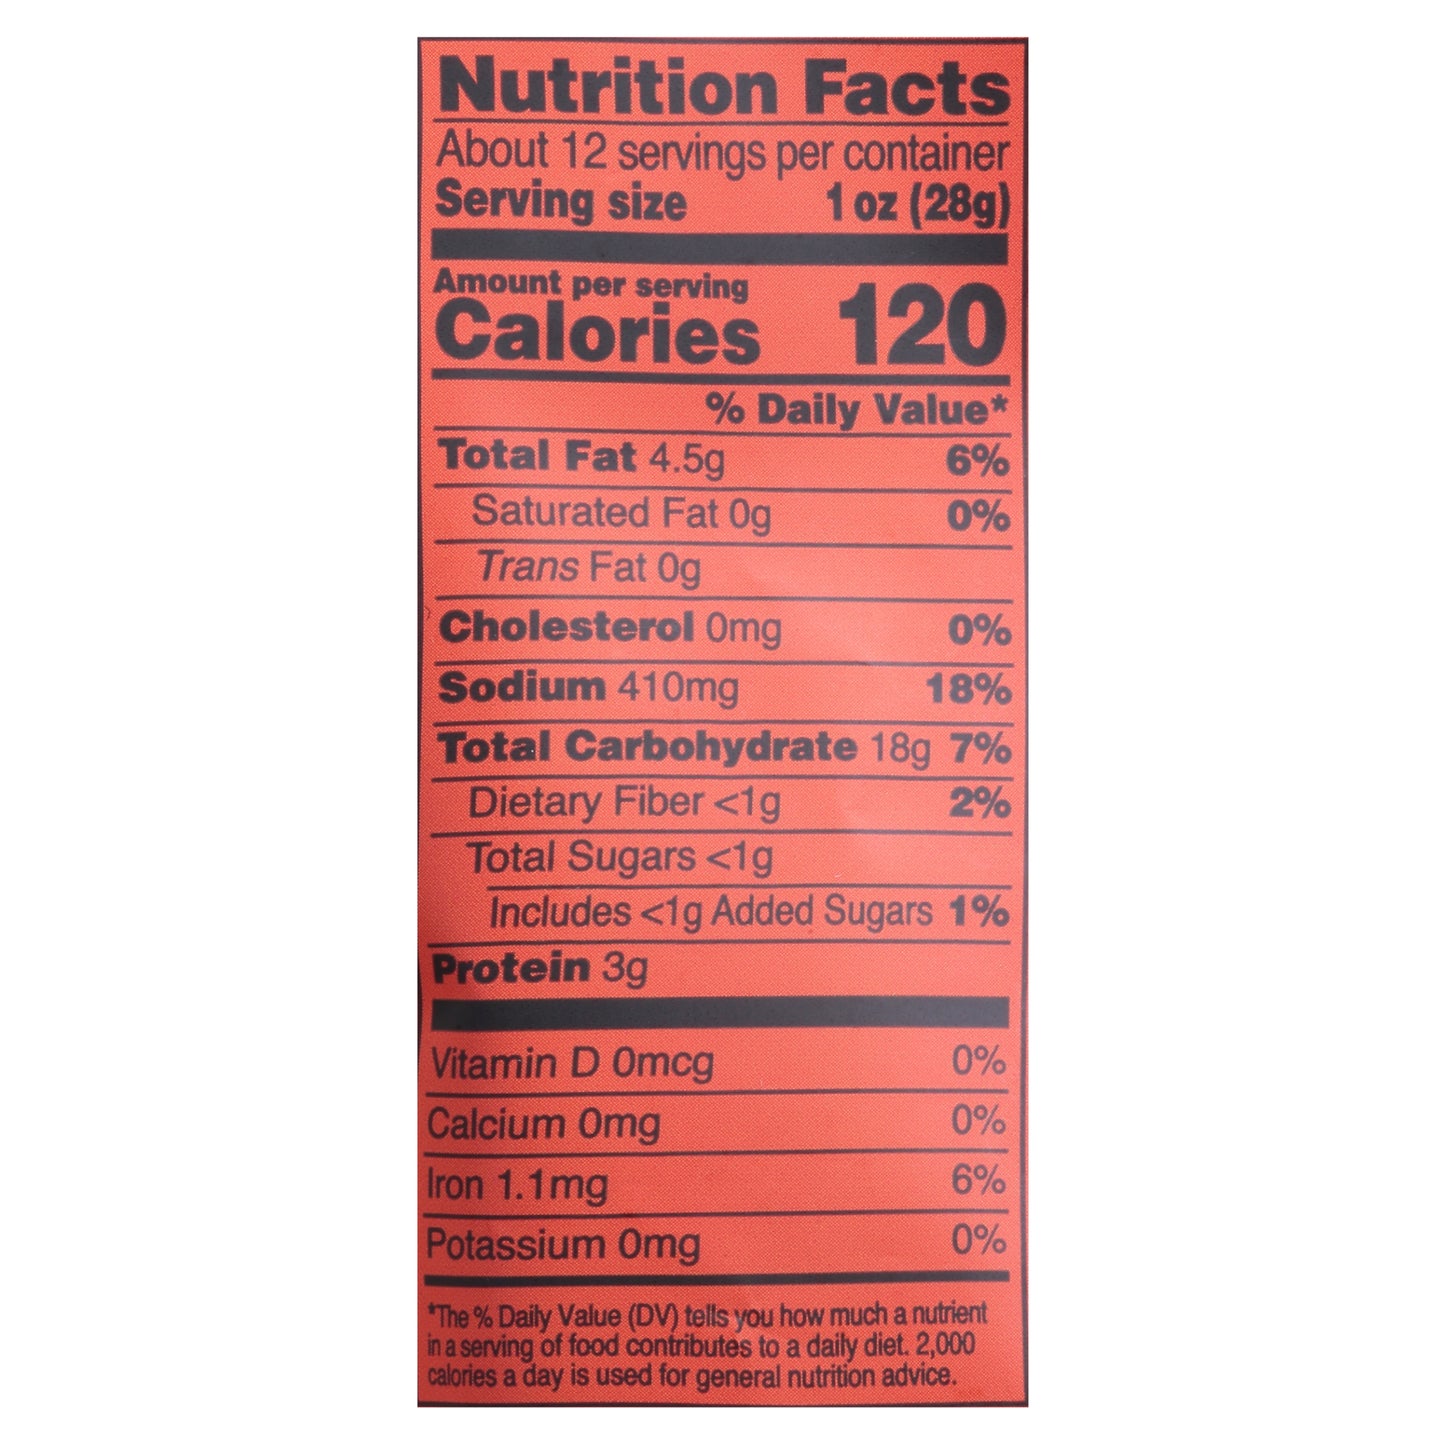 Nutrition Facts
About 12 servings per container
Serving size 1 oz (28g)
Amount per serving
Calories 120
% Daily Value*
Total Fat 4.5g 6%
Saturated Fat 0g 0%
Trans Fat 0g
Cholesterol 0mg 0%
Sodium 410mg 18%
Total Carbohydrate 18g 7%
Dietary Fiber <1g 2%
Total Sugars <1g
Includes <1g Added Sugars 1%
Protein 3g
Vitamin D 0mcg 0%
Calcium 0mg 0%
Iron 1.1mg 6%
Potassium 0mg 0%
*The % Daily Value (DV) tells you how much a nutrient
in a serving of food contributes to a daily diet. 2,000
calories a day is used for general nutrition advice.